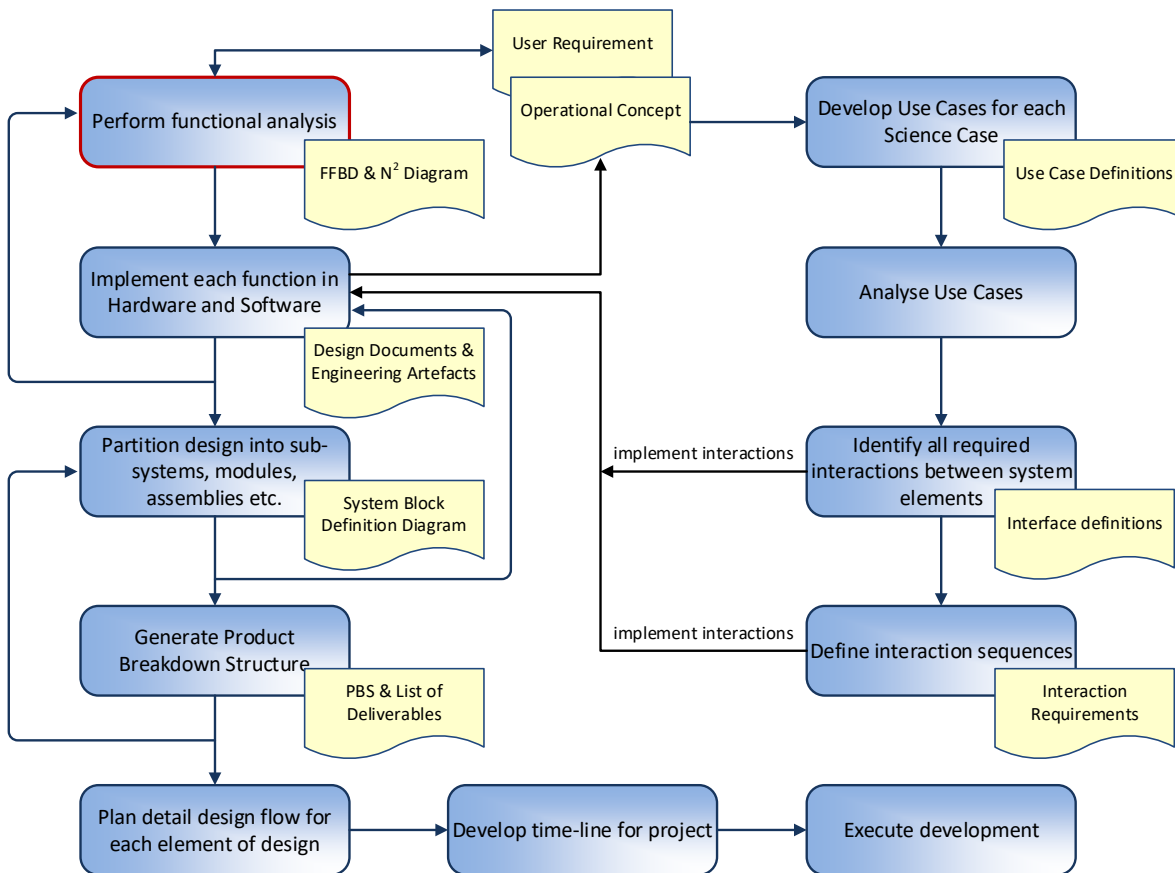 User Requirement
Operational Concept
Perform functional analysis
FFBD & N² Diagram
Develop Use Cases for each
Science Case
Use Case Definitions
Implement each function in
Hardware and Software
Design Documents &
Engineering Artefacts
Analyse Use Cases
Partition design into sub-
systems, modules,
assemblies etc.
System Block
Definition Diagram
implement interactions
Identify all required
interactions between system
elements
Interface definitions
Generate Product
Breakdown Structure
PBS & List of
Deliverables
implement interactions
Define interaction sequences
Interaction
Requirements
Plan detail design flow for
each element of design
Develop time-line for project
Execute development